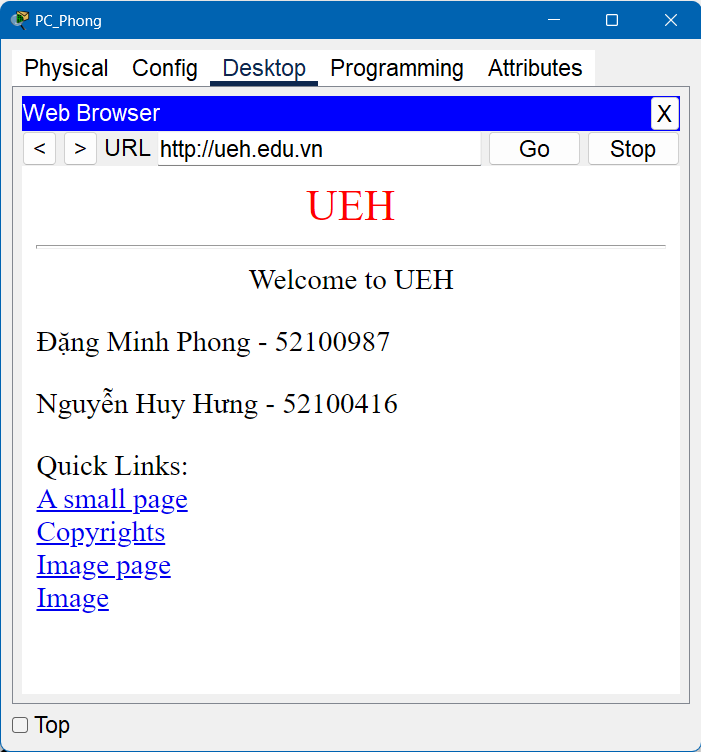 PC_Phong
Physical Config Desktop Programming Attributes
Web Browser X
< > URL http://ueh.edu.vn Go Stop
UEH
Welcome to UEH
Đặng Minh Phong - 52100987
Nguyễn Huy Hưng - 52100416
Quick Links:
A small page
Copyrights
Image page
Image
Top